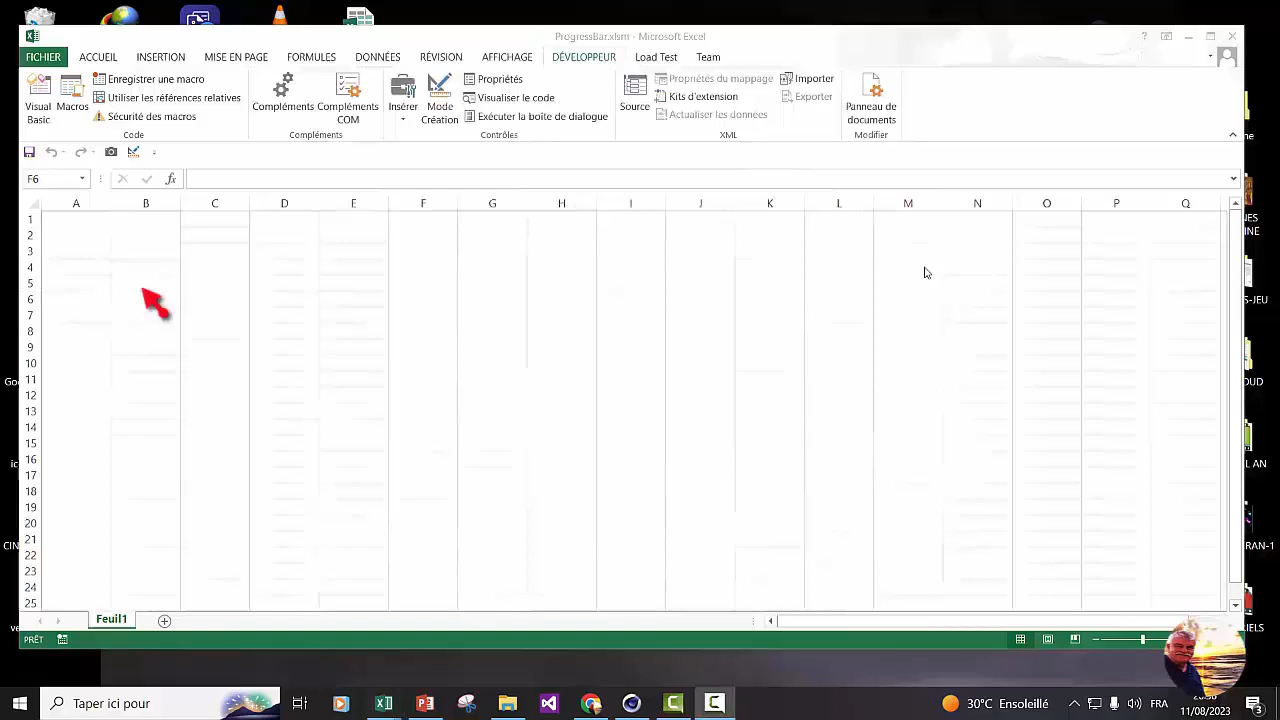 ProgressBar.xlsm - Microsoft Excel
FICHIER ACCUEIL INSERTION MISE EN PAGE FORMULES DONNÉES RÉVISION AFFICHAGE DÉVELOPPEUR Load Test Team
Visual Basic
Macros
Enregistrer une macro
Utiliser les références relatives
Sécurité des macros
Code
Compléments
Compléments COM
Compléments
Insérer
Mode Création
Propriétés
Visualiser le code
Exécuter la boîte de dialogue
Contrôles
Source
Propriétés du mappage
Kits d'extension
Actualiser les données
Importer
Exporter
XML
Panneau de documents
Modifier
F6
fx
A B C D E F G H I J K L M N O P Q
1
2
3
4
5
6
7
8
9
10
11
12
13
14
15
16
17
18
19
20
21
22
23
24
25
Feuil1
PRÊT
Taper ici pour
30°C Ensoleillé
FRA
11/08/2023